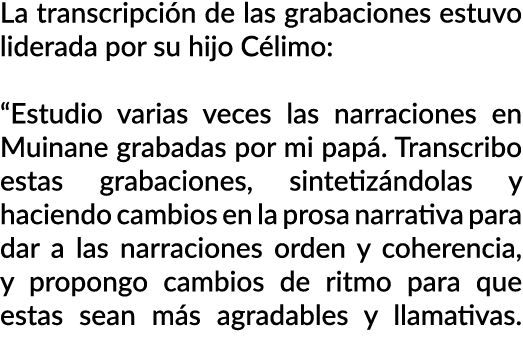 La transcripción de las grabaciones estuvo
liderada por su hijo Célimo:
“Estudio varias veces las narraciones en
Muinane grabadas por mi papá. Transcribo
estas grabaciones, sintetizándolas y
haciendo cambios en la prosa narrativa para
dar a las narraciones orden y coherencia,
y propongo cambios de ritmo para que
estas sean más agradables y llamativas.